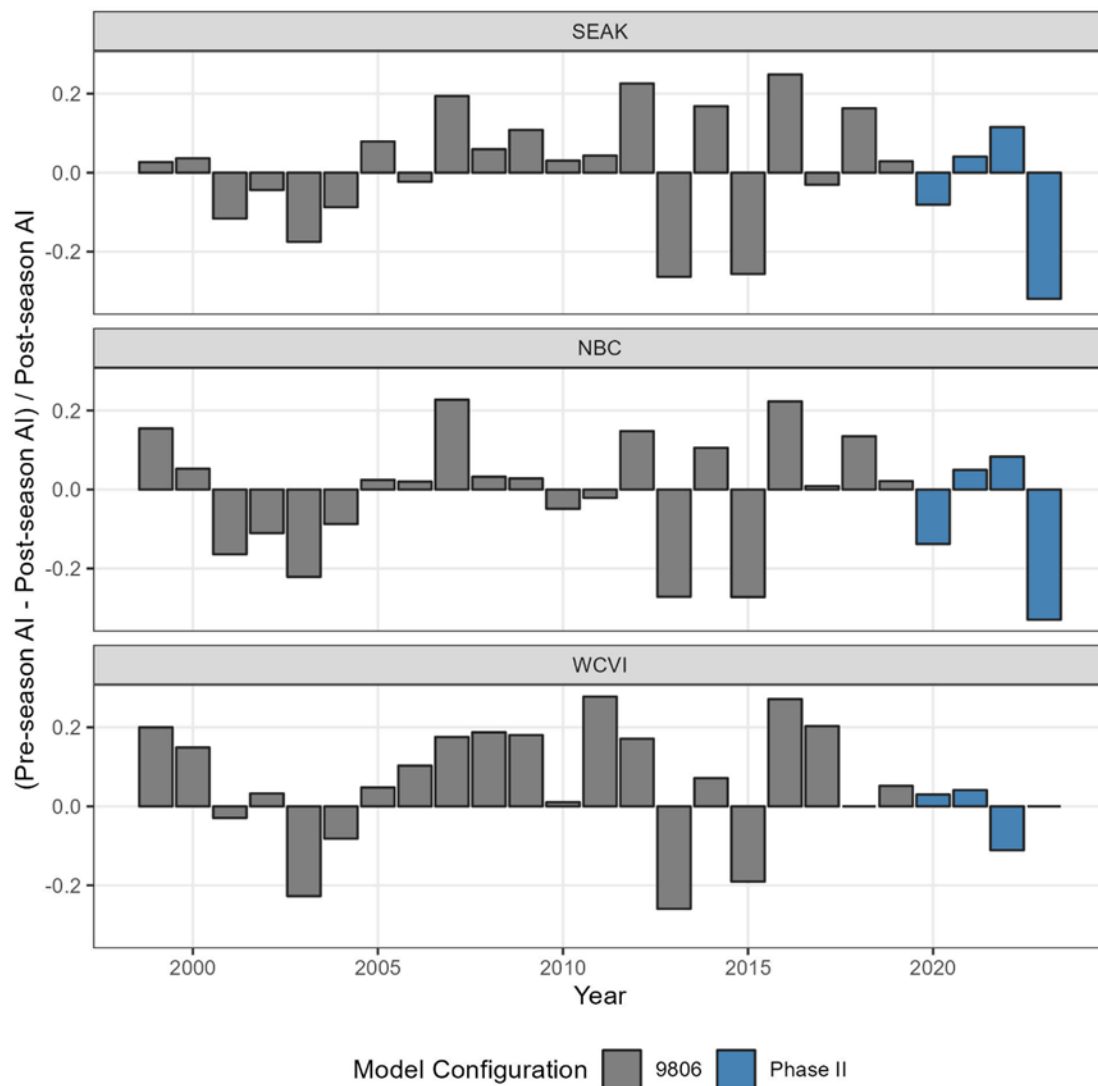 SEAK
0.2
0.0
-0.2
NBC
0.2
0.0
-0.2
WCVI
0.2
0.0
-0.2
(Pre-season AI - Post-season AI) / Post-season AI
2000 2005 2010 2015 2020
Year
Model Configuration 9806 Phase II